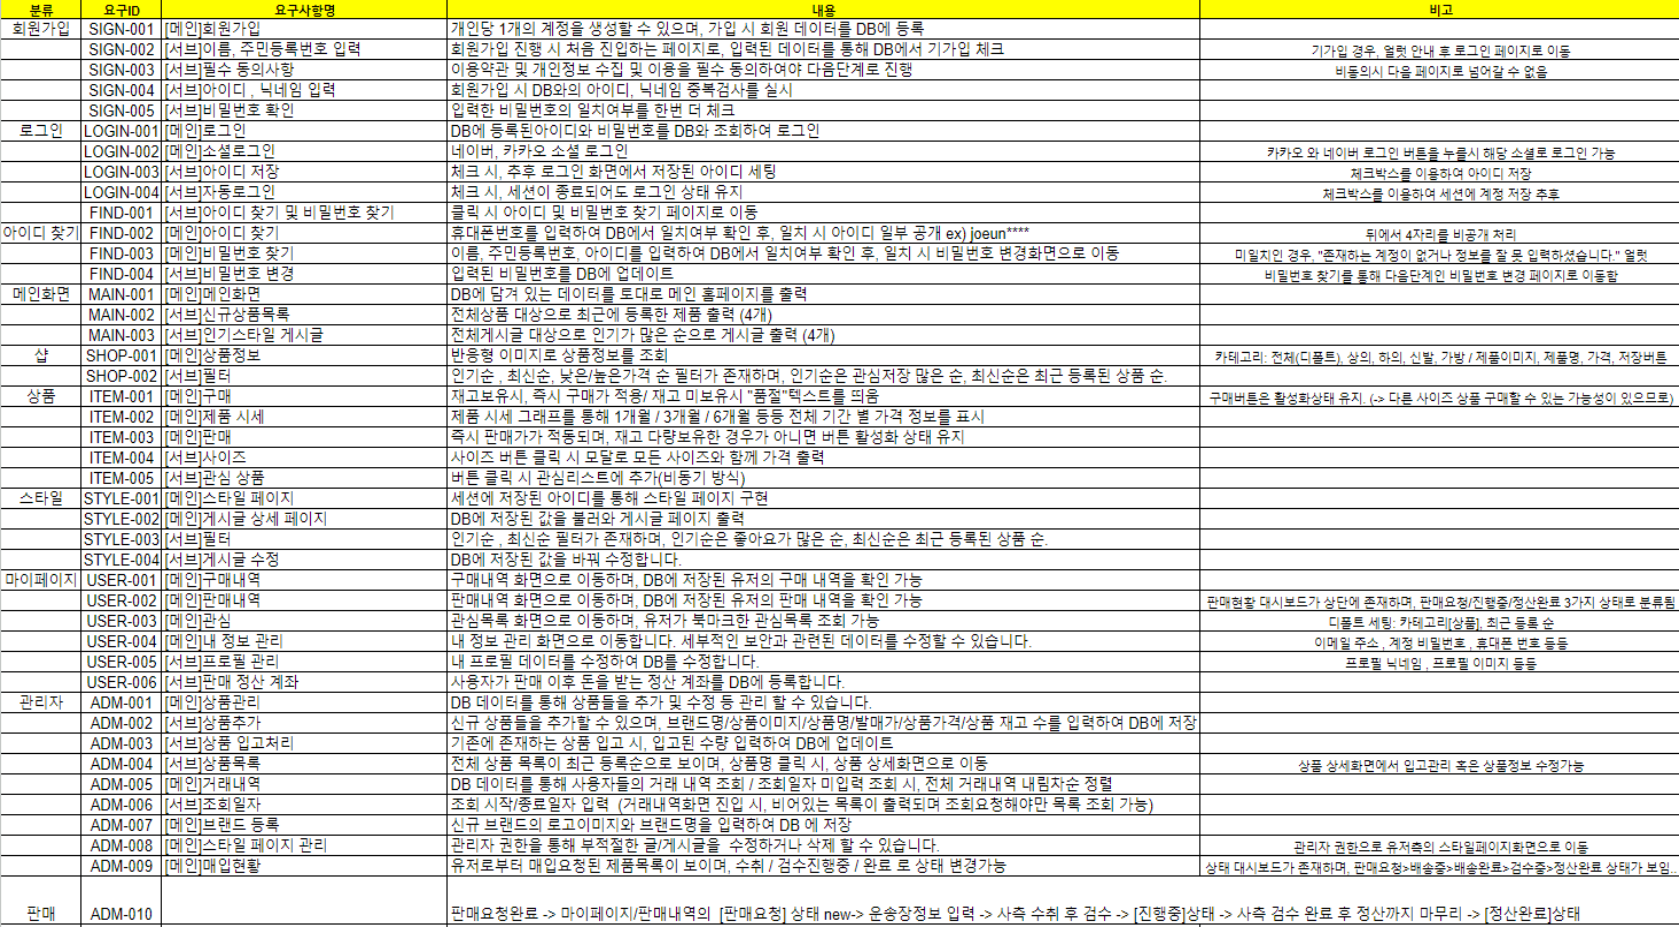 분류 요구ID 요구사항명 내용 비고
회원가입 SIGN-001 [메인]회원가입 개인당 1개의 계정을 생성할 수 있으며, 가입 시 회원 데이터를 DB에 등록
SIGN-002 [서브]이름, 주민등록번호 입력 회원가입 진행 시 처음 진입하는 페이지로, 입력된 데이터를 통해 DB에서 기가입 체크 기가입 경우, 얼럿 안내 후 로그인 페이지로 이동
SIGN-003 [서브]필수 동의사항 이용약관 및 개인정보 수집 및 이용을 필수 동의하여야 다음단계로 진행 비동의시 다음 페이지로 넘어갈 수 없음
SIGN-004 [서브]아이디 , 닉네임 입력 회원가입 시 DB와의 아이디, 닉네임 중복검사를 실시
SIGN-005 [서브]비밀번호 확인 입력한 비밀번호의 일치여부를 한번 더 체크
로그인 LOGIN-001 [메인]로그인 DB에 등록된아이디와 비밀번호를 DB와 조회하여 로그인
LOGIN-002 [메인]소셜로그인 네이버, 카카오 소셜 로그인 카카오 와 네이버 로그인 버튼을 누를시 해당 소셜로 로그인 가능
LOGIN-003 [서브]아이디 저장 체크 시, 추후 로그인 화면에서 저장된 아이디 세팅 체크박스를 이용하여 아이디 저장
LOGIN-004 [서브]자동로그인 체크 시, 세션이 종료되어도 로그인 상태 유지 체크박스를 이용하여 세션에 계정 저장 추후
FIND-001 [서브]아이디 찾기 및 비밀번호 찾기 클릭 시 아이디 및 비밀번호 찾기 페이지로 이동
아이디 찾기 FIND-002 [메인]아이디 찾기 휴대폰번호를 입력하여 DB에서 일치여부 확인 후, 일치 시 아이디 일부 공개 ex) joeun**** 뒤에서 4자리를 비공개 처리
FIND-003 [메인]비밀번호 찾기 이름, 주민등록번호, 아이디를 입력하여 DB에서 일치여부 확인 후, 일치 시 비밀번호 변경화면으로 이동 미일치인 경우, "존재하는 계정이 없거나 정보를 잘 못 입력하셨습니다." 얼럿
FIND-004 [서브]비밀번호 변경 입력된 비밀번호를 DB에 업데이트 비밀번호 찾기를 통해 다음단계인 비밀번호 변경 페이지로 이동함
메인화면 MAIN-001 [메인]메인화면 DB에 담겨 있는 데이터를 토대로 메인 홈페이지를 출력
MAIN-002 [서브]신규상품목록 전체상품 대상으로 최근에 등록한 제품 출력 (4개)
MAIN-003 [서브]인기스타일 게시글 전체게시글 대상으로 인기가 많은 순으로 게시글 출력 (4개)
샵 SHOP-001 [메인]상품정보 반응형 이미지로 상품정보를 조회 카테고리: 전체(디폴트), 상의, 하의, 신발, 가방 / 제품이미지, 제품명, 가격, 저장버튼
SHOP-002 [서브]필터 인기순 , 최신순, 낮은/높은가격 순 필터가 존재하며, 인기순은 관심저장 많은 순, 최신순은 최근 등록된 상품 순.
상품 ITEM-001 [메인]구매 재고보유시, 즉시 구매가 적용/ 재고 미보유시 "품절"텍스트를 띄움 구매버튼은 활성화상태 유지. (-> 다른 사이즈 상품 구매할 수 있는 가능성이 있으므로)
ITEM-002 [메인]제품 시세 제품 시세 그래프를 통해 1개월 / 3개월 / 6개월 등등 전체 기간 별 가격 정보를 표시
ITEM-003 [메인]판매 즉시 판매가가 적동되며, 재고 다량보유한 경우가 아니면 버튼 활성화 상태 유지
ITEM-004 [서브]사이즈 사이즈 버튼 클릭 시 모달로 모든 사이즈와 함께 가격 출력
ITEM-005 [서브]관심 상품 버튼 클릭 시 관심리스트에 추가(비동기 방식)
스타일 STYLE-001 [메인]스타일 페이지 세션에 저장된 아이디를 통해 스타일 페이지 구현
STYLE-002 [메인]게시글 상세 페이지 DB에 저장된 값을 불러와 게시글 페이지 출력
STYLE-003 [서브]필터 인기순 , 최신순 필터가 존재하며, 인기순은 좋아요가 많은 순, 최신순은 최근 등록된 상품 순.
STYLE-004 [서브]게시글 수정 DB에 저장된 값을 바꿔 수정합니다.
마이페이지 USER-001 [메인]구매내역 구매내역 화면으로 이동하며, DB에 저장된 유저의 구매 내역을 확인 가능
USER-002 [메인]판매내역 판매내역 화면으로 이동하며, DB에 저장된 유저의 판매 내역을 확인 가능 판매현황 대시보드가 상단에 존재하며, 판매요청/진행중/정산완료 3가지 상태로 분류됨
USER-003 [메인]관심 관심목록 화면으로 이동하며, 유저가 북마크한 관심목록 조회 가능 디폴트 세팅: 카테고리[상품], 최근 등록 순
USER-004 [메인]내 정보 관리 내 정보 관리 화면으로 이동합니다. 세부적인 보안과 관련된 데이터를 수정할 수 있습니다. 이메일 주소 , 계정 비밀번호 , 휴대폰 번호 등등
USER-005 [서브]프로필 관리 내 프로필 데이터를 수정하여 DB를 수정합니다. 프로필 닉네임 , 프로필 이미지 등등
USER-006 [서브]판매 정산 계좌 사용자가 판매 이후 돈을 받는 정산 계좌를 DB에 등록합니다.
관리자 ADM-001 [메인]상품관리 DB 데이터를 통해 상품들을 추가 및 수정 등 관리 할 수 있습니다.
ADM-002 [서브]상품추가 신규 상품들을 추가할 수 있으며, 브랜드명/상품이미지/상품명/발매가/상품가격/상품 재고 수를 입력하여 DB에 저장
ADM-003 [서브]상품 입고처리 기존에 존재하는 상품 입고 시, 입고된 수량 입력하여 DB에 업데이트
ADM-004 [서브]상품목록 전체 상품 목록이 최근 등록순으로 보이며, 상품명 클릭 시, 상품 상세화면으로 이동 상품 상세화면에서 입고관리 혹은 상품정보 수정가능
ADM-005 [메인]거래내역 DB 데이터를 통해 사용자들의 거래 내역 조회 / 조회일자 미입력 조회 시, 전체 거래내역 내림차순 정렬
ADM-006 [서브]조회일자 조회 시작/종료일자 입력 (거래내역화면 진입 시, 비어있는 목록이 출력되며 조회요청해야만 목록 조회 가능)
ADM-007 [메인]브랜드 등록 신규 브랜드의 로고이미지와 브랜드명을 입력하여 DB 에 저장
ADM-008 [메인]스타일 페이지 관리 관리자 권한을 통해 부적절한 글/게시글을 수정하거나 삭제 할 수 있습니다. 관리자 권한으로 유저측의 스타일페이지화면으로 이동
ADM-009 [메인]매입현황 유저로부터 매입요청된 제품목록이 보이며, 수취 / 검수진행중 / 완료 로 상태 변경가능 상태 대시보드가 존재하며, 판매요청>배송중>배송완료>검수중>정산완료 상태가 보임..
판매 ADM-010 판매요청완료 -> 마이페이지/판매내역의 [판매요청] 상태 new-> 운송장정보 입력 -> 사측 수취 후 검수 -> [진행중]상태 -> 사측 검수 완료 후 정산까지 마무리 -> [정산완료]상태